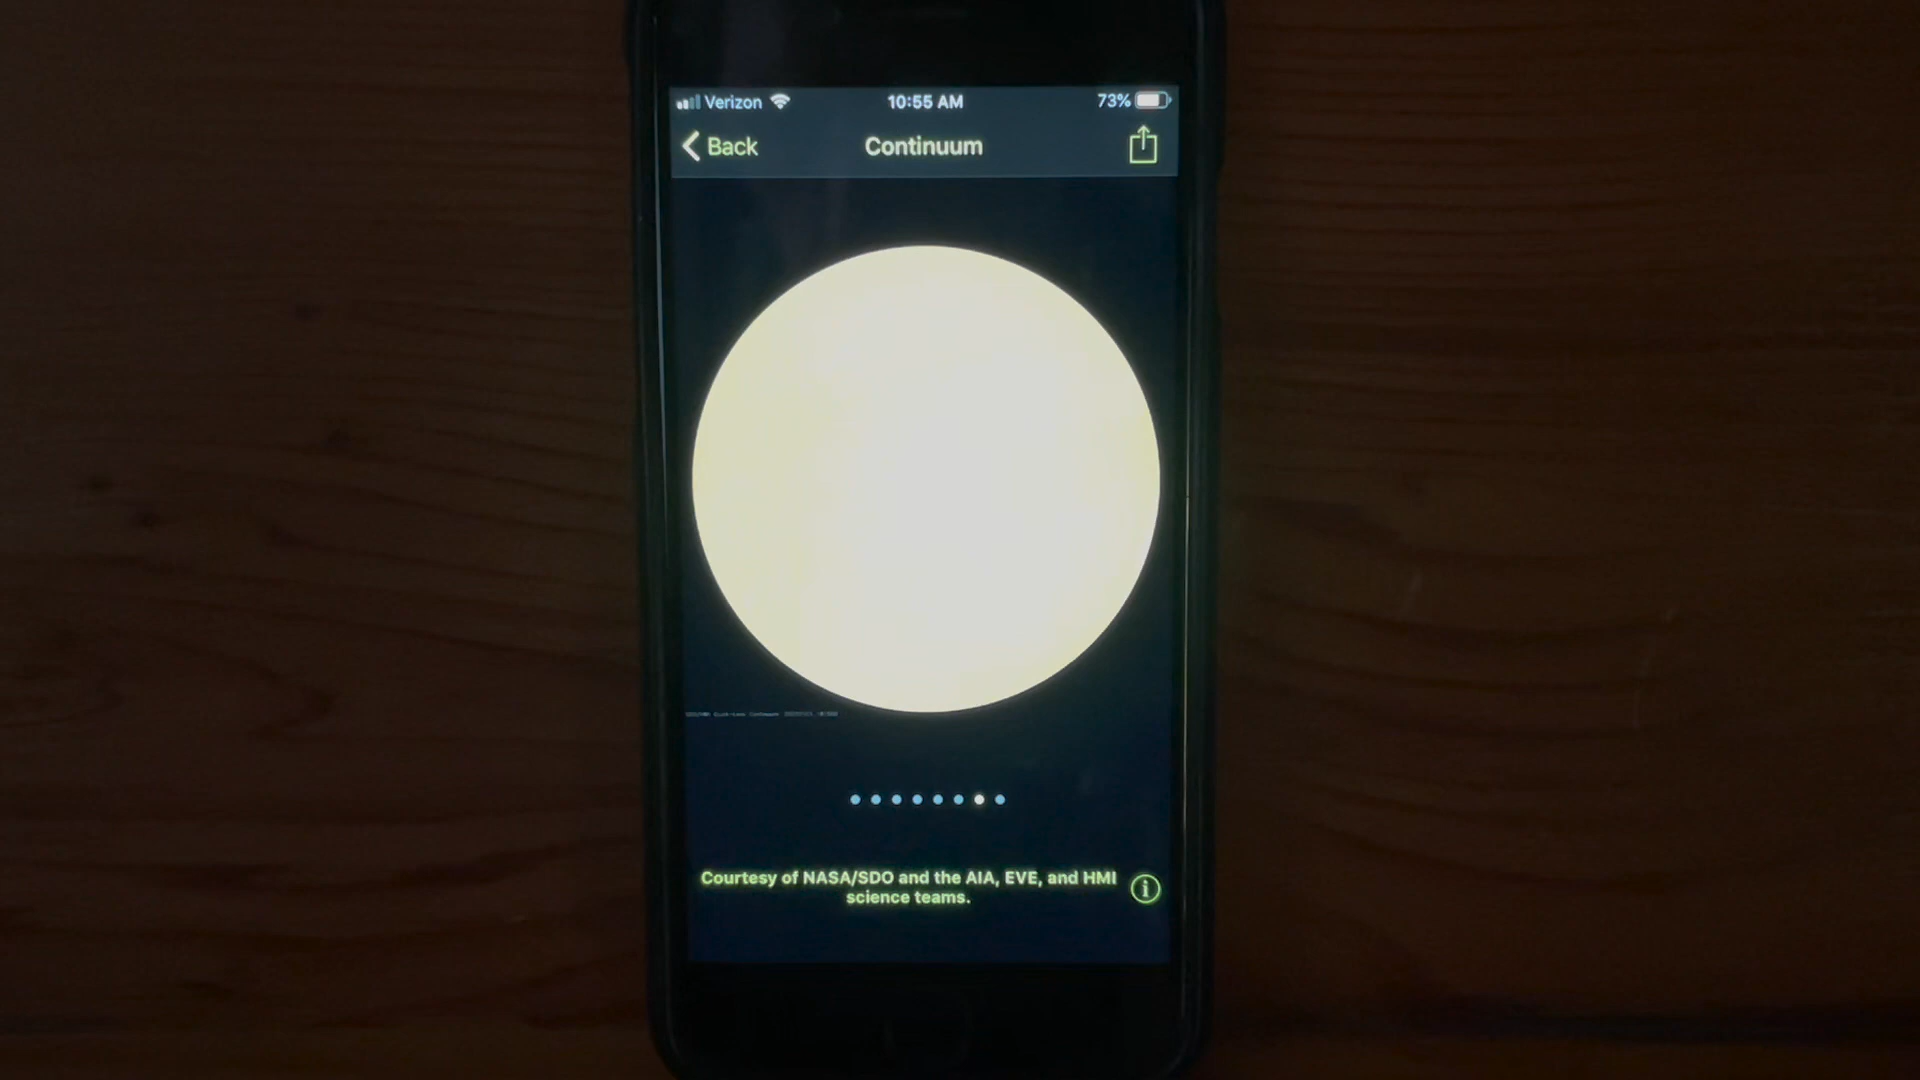 Verizon 10:55 AM 73%
Back Continuum
Courtesy of NASA/SDO and the AIA, EVE, and HMI
science teams.